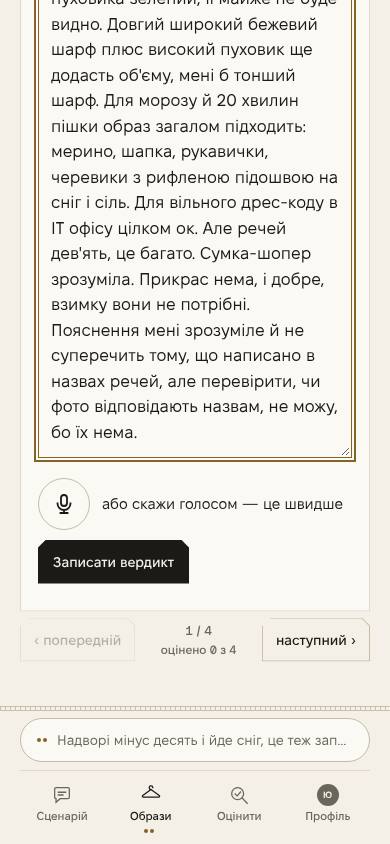 пуховика зелений, її майже не буде
видно. Довгий широкий бежевий
шарф плюс високий пуховик ще
додасть об'єму, мені б тонший
шарф. Для морозу й 20 хвилин
пішки образ загалом підходить:
мерино, шапка, рукавички,
черевики з рифленою підошвою на
сніг і сіль. Для вільного дрес-коду в
ІТ офісу цілком ок. Але речей
дев'ять, це багато. Сумка-шопер
зрозуміла. Прикрас нема, і добре,
взимку вони не потрібні.
Пояснення мені зрозуміле й не
суперечить тому, що написано в
назвах речей, але перевірити, чи
фото відповідають назвам, не можу,
бо їх нема.
або скажи голосом — це швидше
Записати вердикт
‹ попередній
1 / 4
оцінено 0 з 4
наступний ›
Надворі мінус десять і йде сніг, це теж зап...
Сценарій
Образи
Оцінити
Ю
Профіль